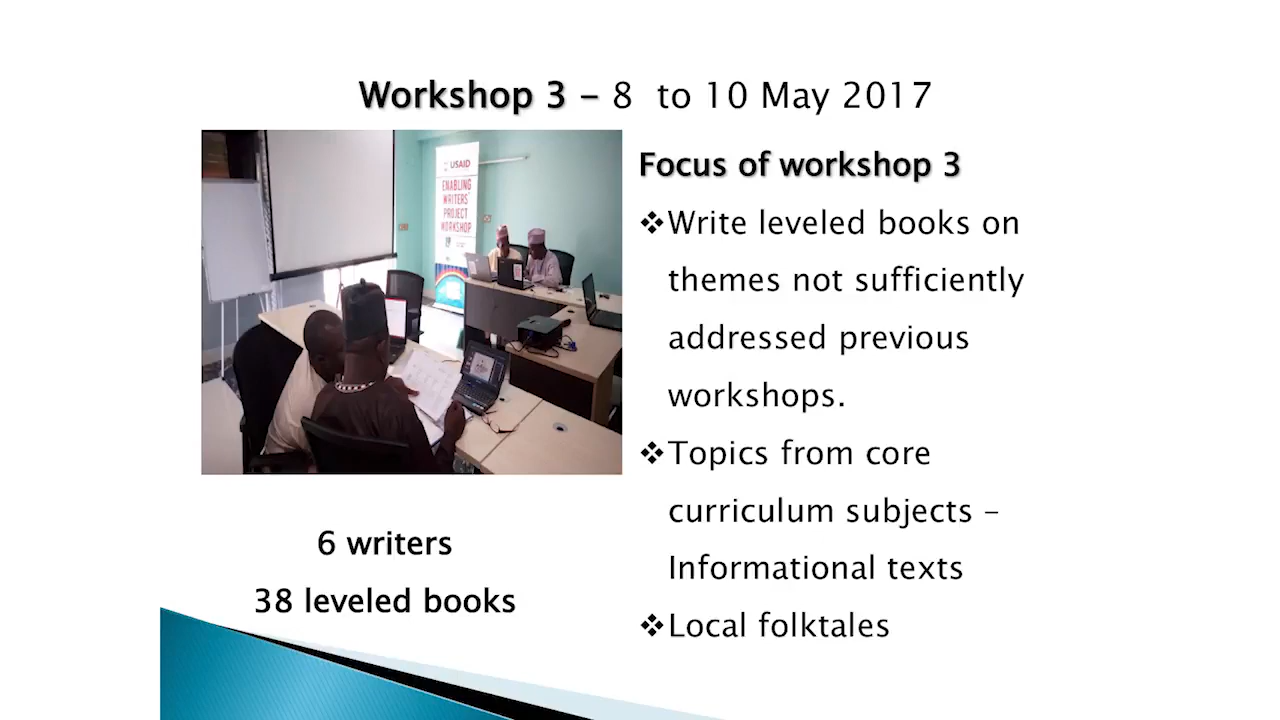 Workshop 3 – 8 to 10 May 2017
USAID
ENABLING
WRITERS'
PROJECT
WORKSHOP
Focus of workshop 3
❖Write leveled books on
themes not sufficiently
addressed previous
workshops.
❖Topics from core
curriculum subjects –
Informational texts
❖Local folktales
6 writers
38 leveled books